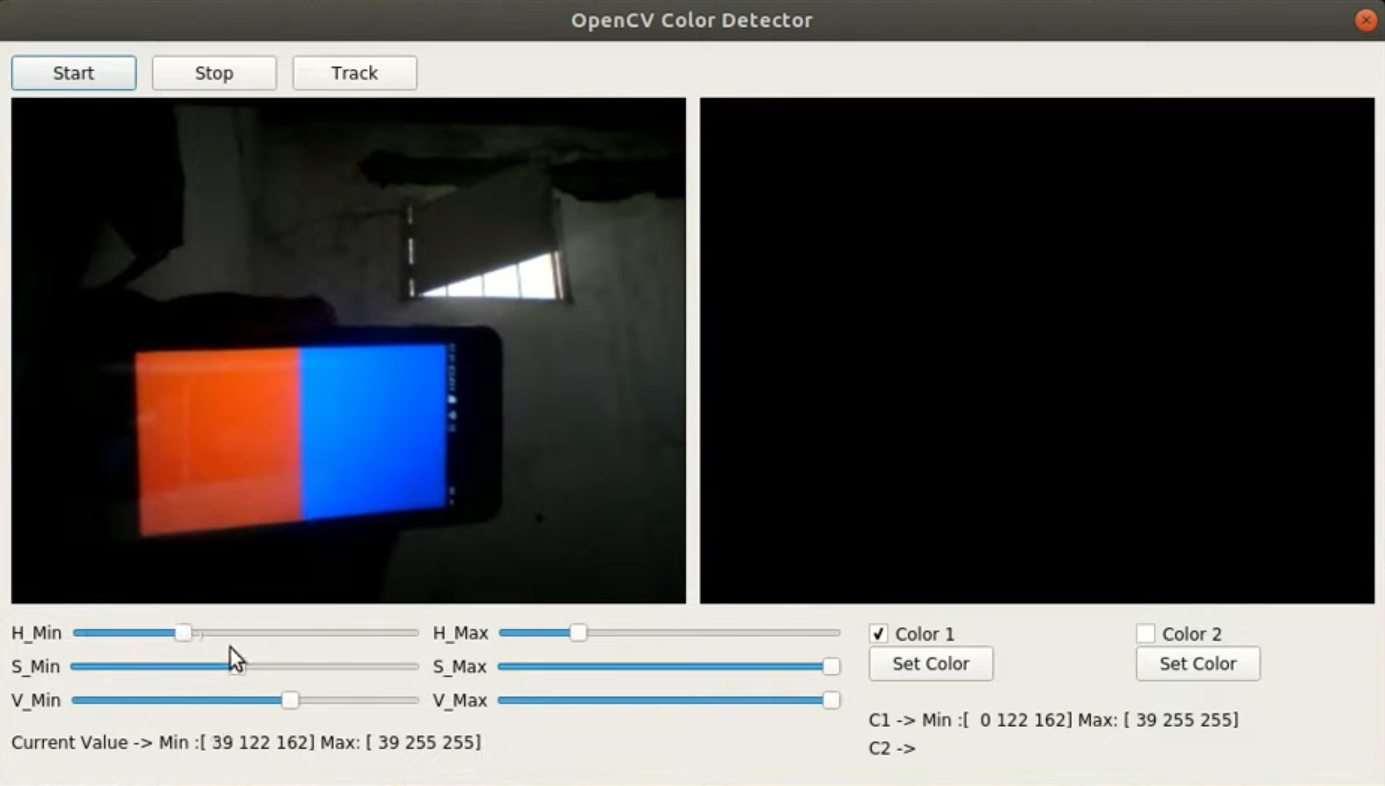 OpenCV Color Detector
Start Stop Track
H_Min H_Max Color 1 Color 2
S_Min S_Max Set Color Set Color
V_Min V_Max
C1 -> Min :[  0 122 162] Max: [ 39 255 255]
Current Value -> Min :[ 39 122 162] Max: [ 39 255 255]
C2 ->